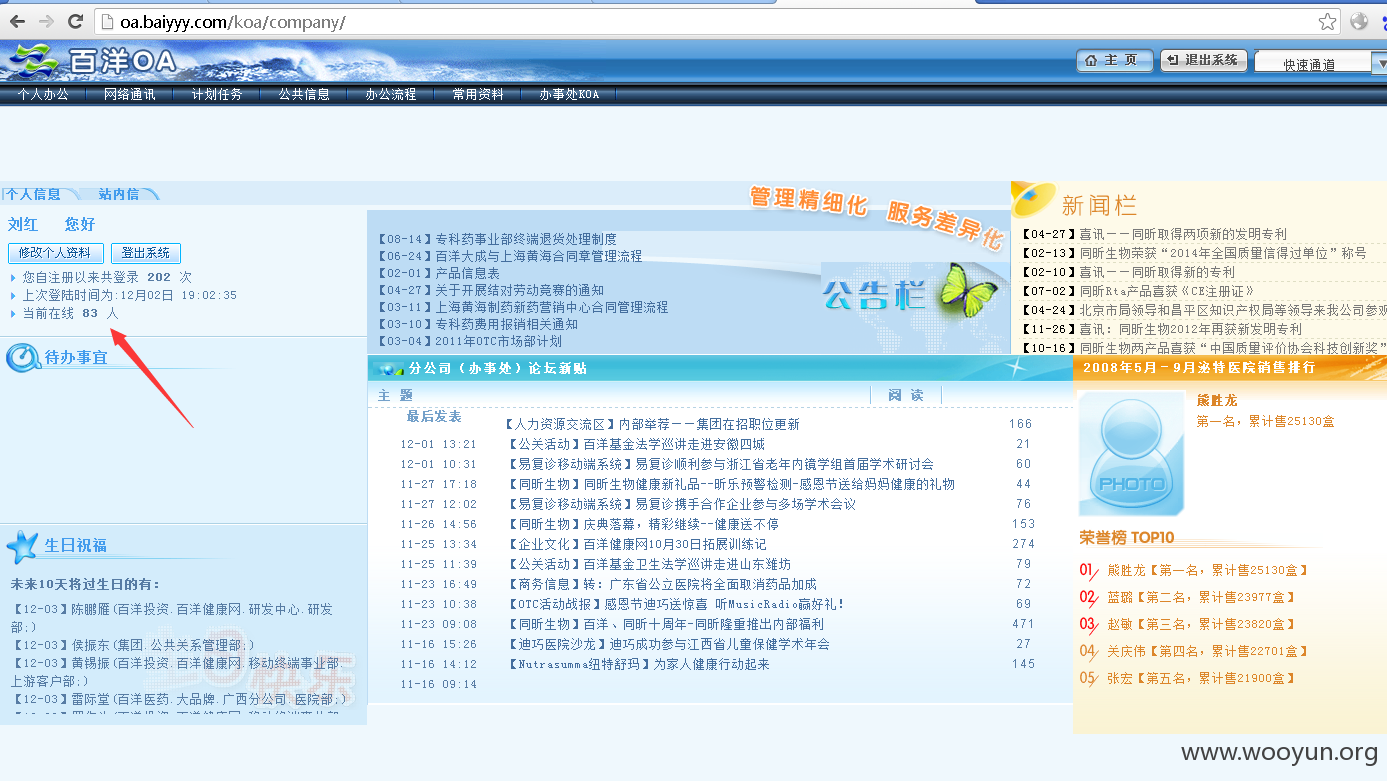 oa.baiyyy.com/koa/company/
百洋OA
主 页
退出系统
快速通道
个人办公
网络通讯
计划任务
公共信息
办公流程
常用资料
办事处KOA
个人信息
站内信
刘红 您好
修改个人资料
登出系统
您自注册以来共登录 202 次
上次登陆时间为:12月02日 19:02:35
当前在线 83 人
待办事宜
生日祝福
未来10天将过生日的有:
【12-03】陈鹏雁(百洋投资.百洋健康网.研发中心.研发
部;)
【12-03】侯振东(集团.公共关系管理部;)
【12-03】黄锡振(百洋投资.百洋健康网.移动终端事业部.
上游客户部;)
【12-03】雷际堂(百洋医药.大品牌.广西分公司.医院部;)
生日快乐
管理精细化 服务差异化
【08-14】专科药事业部终端退货处理制度
【06-24】百洋大成与上海黄海合同章管理流程
【02-01】产品信息表
【04-27】关于开展结对劳动竞赛的通知
【03-11】上海黄海制药新药营销中心合同管理流程
【03-10】专科药费用报销相关通知
【03-04】2011年OTC市场部计划
公告栏
新闻栏
【04-27】喜讯——同昕取得两项新的发明专利
【02-13】同昕生物荣获“2014年全国质量信得过单位”称号
【02-10】喜讯——同昕取得新的专利
【07-02】同昕Rta产品喜获《CE注册证》
【04-24】北京市局领导和昌平区知识产权局等领导来我公司参观
【11-26】喜讯：同昕生物2012年再获新发明专利
【10-16】同昕生物两产品喜获“中国质量评价协会科技创新奖”
分公司（办事处）论坛新贴
主 题
阅 读
最后发表
【人力资源交流区】内部举荐——集团在招职位更新 166
12-01 13:21 【公关活动】百洋基金法学巡讲走进安徽四城 21
12-01 10:31 【易复诊移动端系统】易复诊顺利参与浙江省老年内镜学组首届学术研讨会 60
11-27 17:18 【同昕生物】同昕生物健康新礼品--昕乐预警检测-感恩节送给妈妈健康的礼物 44
11-27 12:02 【易复诊移动端系统】易复诊携手合作企业参与多场学术会议 76
11-26 14:56 【同昕生物】庆典落幕，精彩继续--健康送不停 153
11-25 13:34 【企业文化】百洋健康网10月30日拓展训练记 274
11-25 11:39 【公关活动】百洋基金卫生法学巡讲走进山东潍坊 79
11-23 16:49 【商务信息】转：广东省公立医院将全面取消药品加成 72
11-23 10:38 【OTC活动战报】感恩节迪巧送惊喜 听MusicRadio赢好礼！ 69
11-23 09:08 【同昕生物】百洋、同昕十周年-同昕隆重推出内部福利 471
11-16 15:26 【迪巧医院沙龙】迪巧成功参与江西省儿童保健学术年会 27
11-16 14:12 【Nutrasumma纽特舒玛】为家人健康行动起来 145
11-16 09:14
2008年5月－9月泌特医院销售排行
熊胜龙
第一名，累计售25130盒
PHOTO
荣誉榜 TOP10
01 熊胜龙【第一名，累计售25130盒】
02 蓝璐【第二名，累计售23977盒】
03 赵敏【第三名，累计售23820盒】
04 关庆伟【第四名，累计售22701盒】
05 张宏【第五名，累计售21900盒】
www.wooyun.org